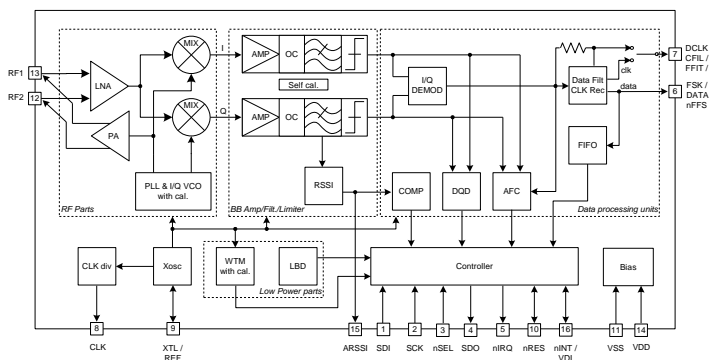 MIX
I
AMP
OC
7
DCLK
CFIL /
FFIT /
RF1
13
LNA
Self cal.
I/Q
DEMOD
Data Filt
CLK Rec
clk
data
RF2
12
MIX
Q
AMP
OC
6
FSK /
DATA
nFFS
PA
FIFO
PLL & I/Q VCO
with cal.
RSSI
COMP
DQD
AFC
RF Parts
BB Amp/Filt./Limiter
Data processing units
CLK div
Xosc
WTM
with cal.
LBD
Controller
Bias
Low Power parts
8
9
15
1
2
3
4
5
10
16
11
14
CLK
XTL /
REF
ARSSI
SDI
SCK
nSEL
SDO
nIRQ
nRES
nINT /
VDI
VSS
VDD